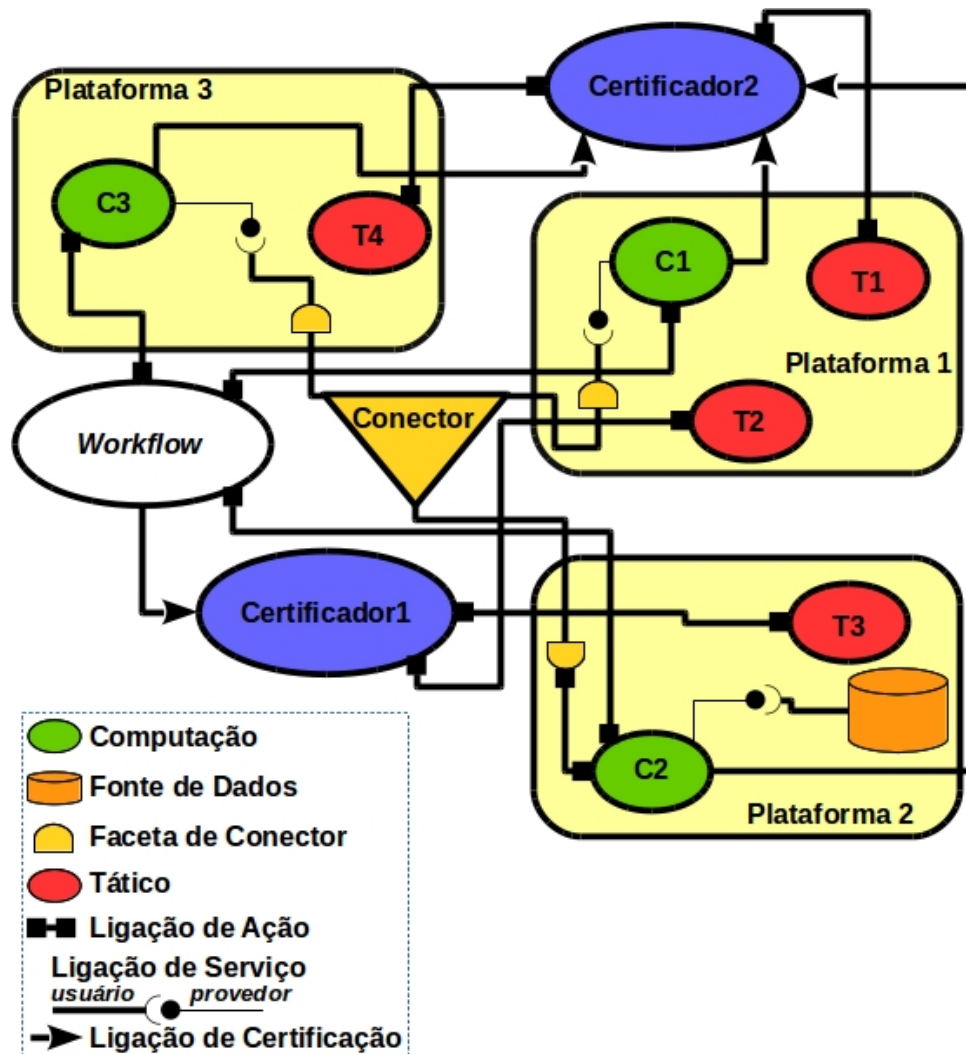 Plataforma 3
Certificador2
C3
T4
C1
T1
Plataforma 1
Conector
T2
Workflow
Certificador1
T3
C2
Plataforma 2
Computação
Fonte de Dados
Faceta de Conector
Tático
Ligação de Ação
Ligação de Serviço
usuário provedor
Ligação de Certificação